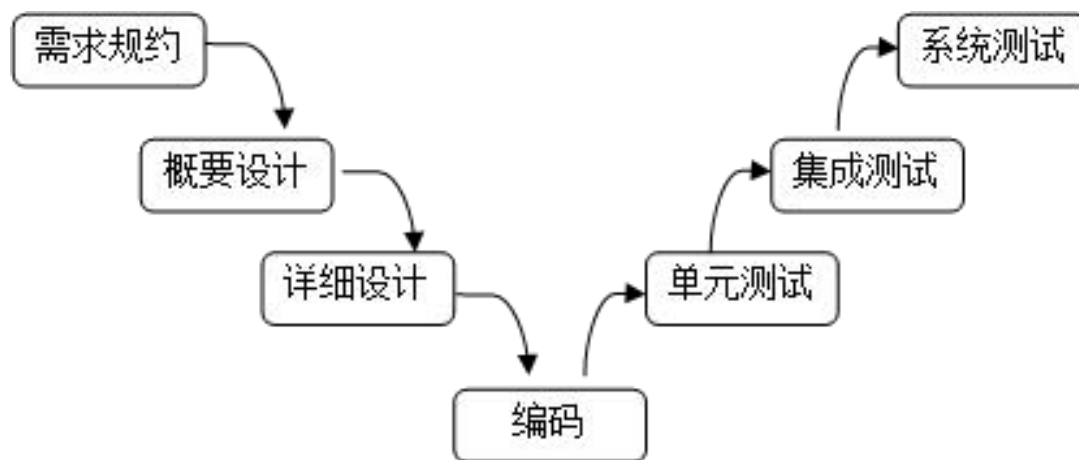 需求规约
系统测试
概要设计
集成测试
详细设计
单元测试
编码